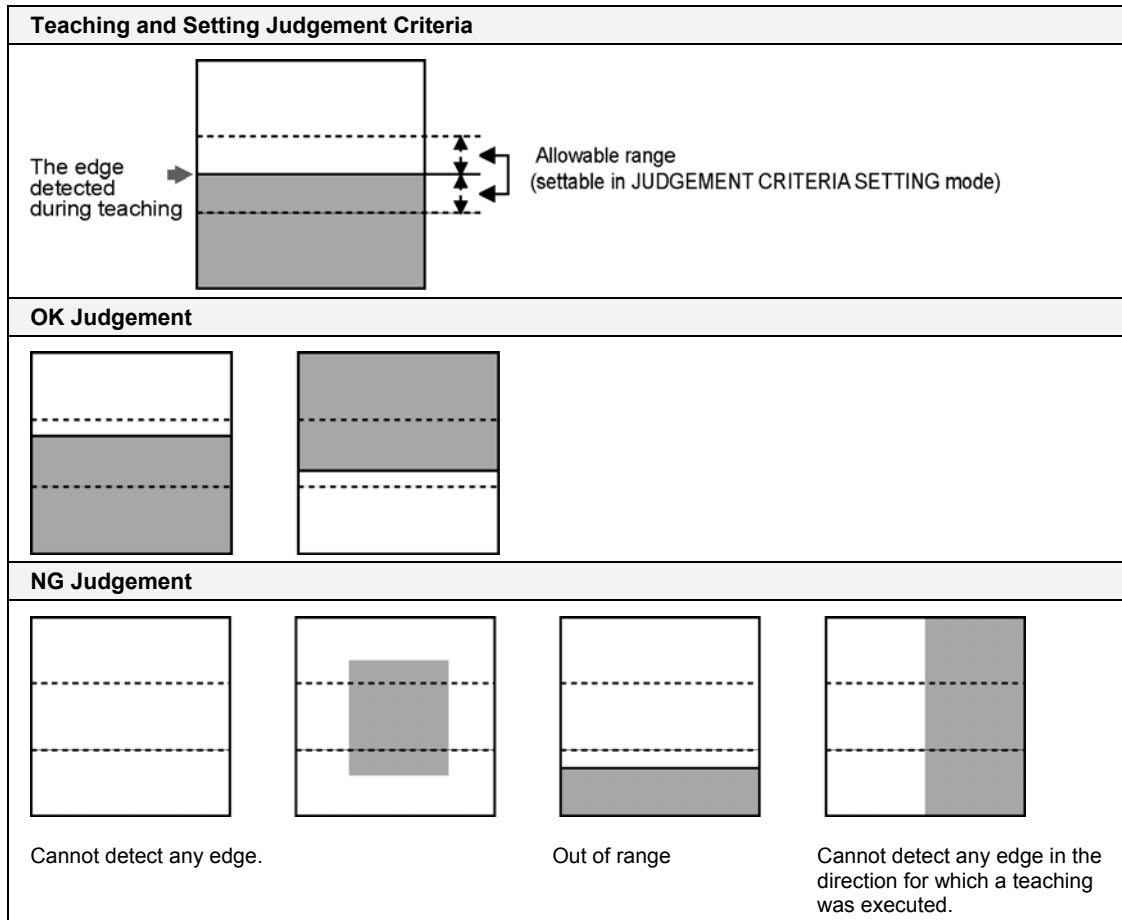 Teaching and Setting Judgement Criteria
The edge
detected
during teaching
Allowable range
(settable in JUDGEMENT CRITERIA SETTING mode)
OK Judgement
NG Judgement
Cannot detect any edge.
Out of range
Cannot detect any edge in the
direction for which a teaching
was executed.